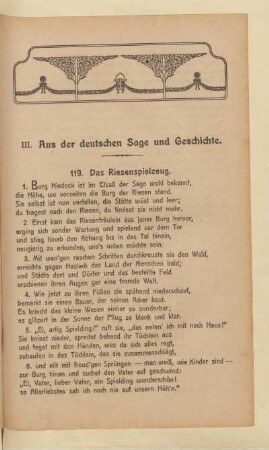 III. Aus der deutschen Sage und Geschichte.
119. Das Riesenspielzeug.
1. Burg Niedeck ist im Elsaß der Sage wohl bekannt,
die Höhe, wo vorzeiten die Burg der Riesen stand.
Sie selbst ist nun verfallen, die Stätte wüst und leer;
du fragest nach den Riesen, du findest sie nicht mehr.
2. Einst kam das Riesenfräulein aus jener Burg hervor,
erging sich sonder Wartung und spielend vor dem Tor
und stieg hinab den Abhang bis in das Tal hinein,
neugierig zu erkunden, wie's unten möchte sein.
3. Mit wen'gen raschen Schritten durchkreuzte sie den Wald,
erreichte gegen Haslach das Land der Menschen bald;
und Städte dort und Dörfer und das bestellte Feld
erschienen ihren Augen gar eine fremde Welt.
4. Wie jetzt zu ihren Füßen sie spähend niederschaut,
bemerkt sie einen Bauer, der seinen Acker baut.
Es kriecht das kleine Wesen einher so sonderbar;
es glitzert in der Sonne der Pflug so blank und klar.
5. „Ei, artig Spielding!“ ruft sie, „das nehm' ich mit nach Haus!“
Sie knieet nieder, spreitet behend ihr Tüchlein aus
und feget mit den Händen, was da sich alles regt,
zuhaufen in das Tüchlein, das sie zusammenschlägt,
6. und eilt mit freud'gen Sprüngen — man weiß, wie Kinder sind —
zur Burg hinan und suchet den Vater auf geschwind:
„Ei, Vater, lieber Vater, ein Spielding wunderschön!
so Allerliebstes sah ich noch nie auf unsern Höh'n.“